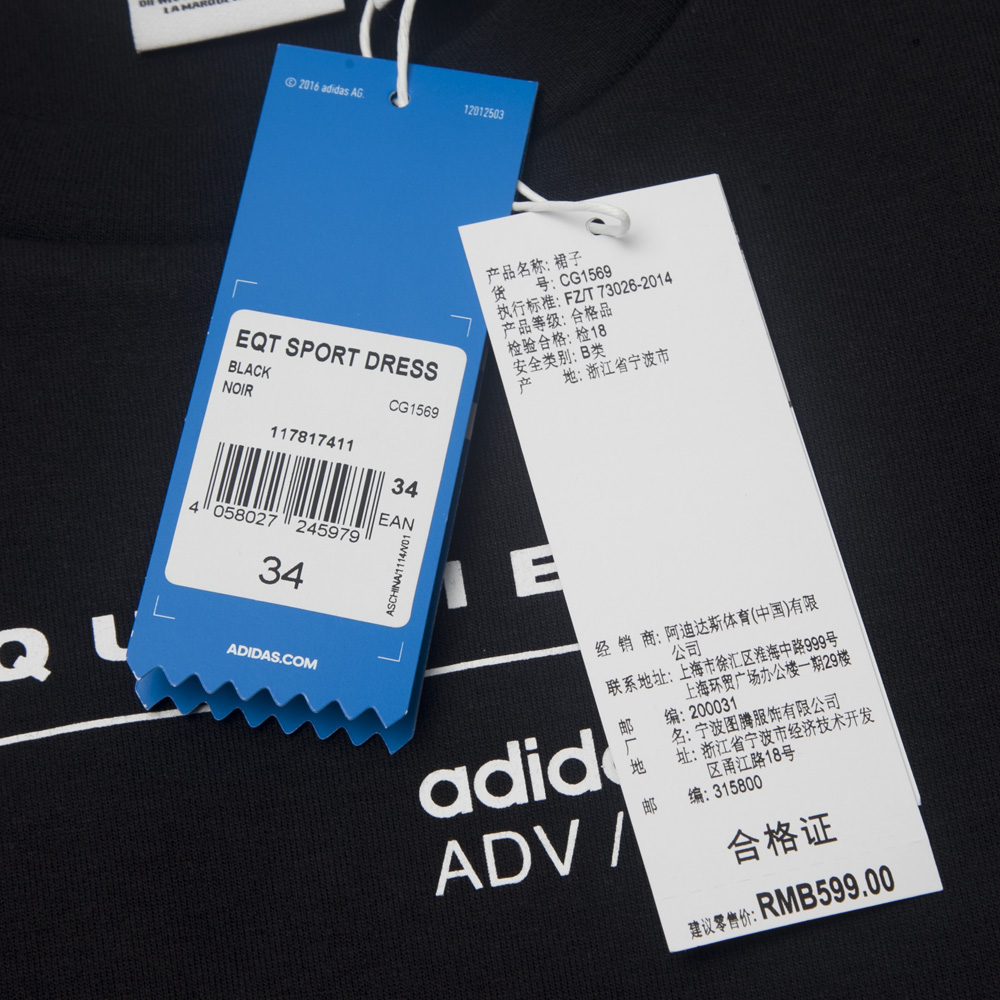 LA MARQUE
© 2016 adidas AG.
12012503
EQT SPORT DRESS
BLACK
NOIR
CG1569
117817411
34
4 058027 245979
EAN
34
ASCHINA/1114/V01
ADIDAS.COM
产品名称: 裙子
货 号: CG1569
执行标准: FZ/T 73026-2014
产品等级: 合格品
检验合格: 检18
安全类别: B类
产 地: 浙江省宁波市
经 销 商: 阿迪达斯体育(中国)有限
公司
联系地址: 上海市徐汇区淮海中路999号
上海环贸广场办公楼一期29楼
邮 编: 200031
厂 名: 宁波图腾服饰有限公司
地 址: 浙江省宁波市经济技术开发
区甬江路18号
邮 编: 315800
合格证
建议零售价: RMB599.00
Q U
E
adid
ADV /